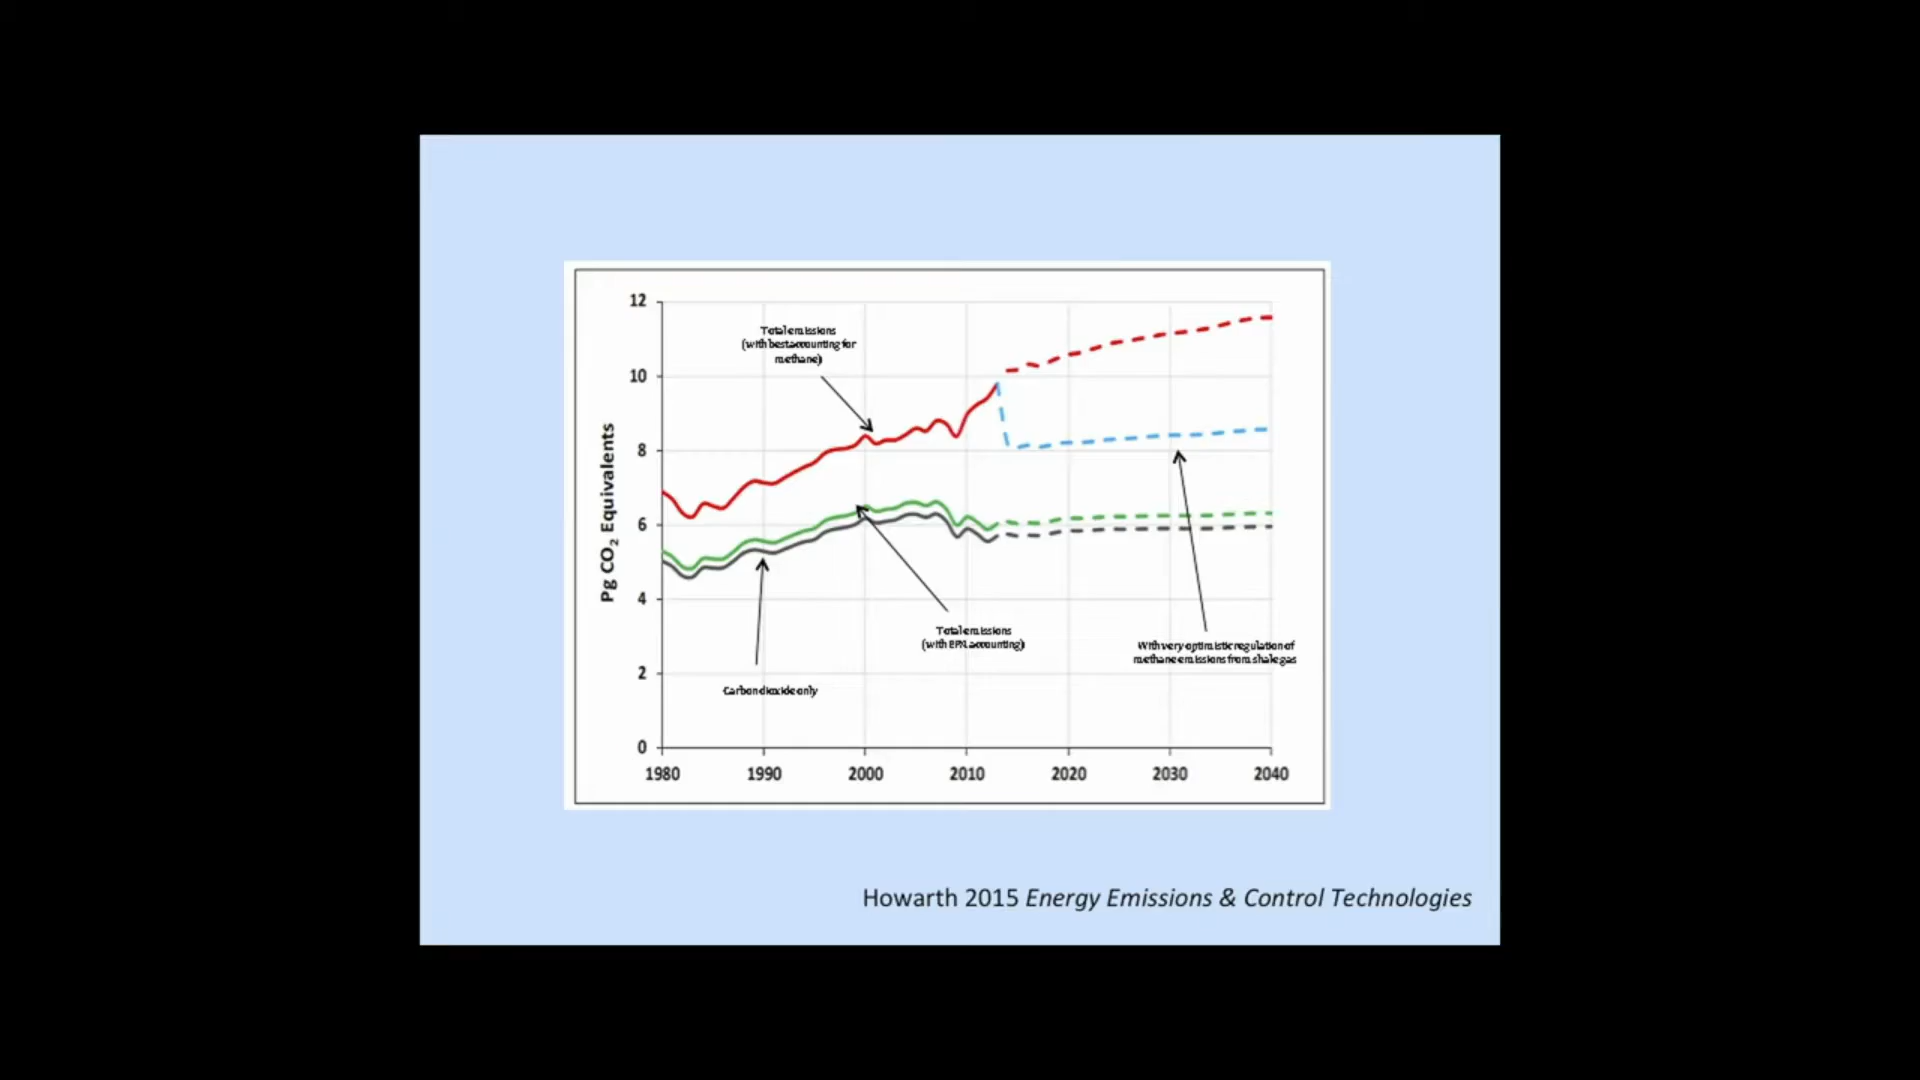 12
Total emissions
(with best accounting for
methane)
10
8
Pg CO2 Equivalents
6
4
Total emissions
(with EPA accounting)
With very optimistic regulation of
methane emissions from shale gas
2
Carbon dioxide only
0
1980 1990 2000 2010 2020 2030 2040
Howarth 2015 Energy Emissions & Control Technologies